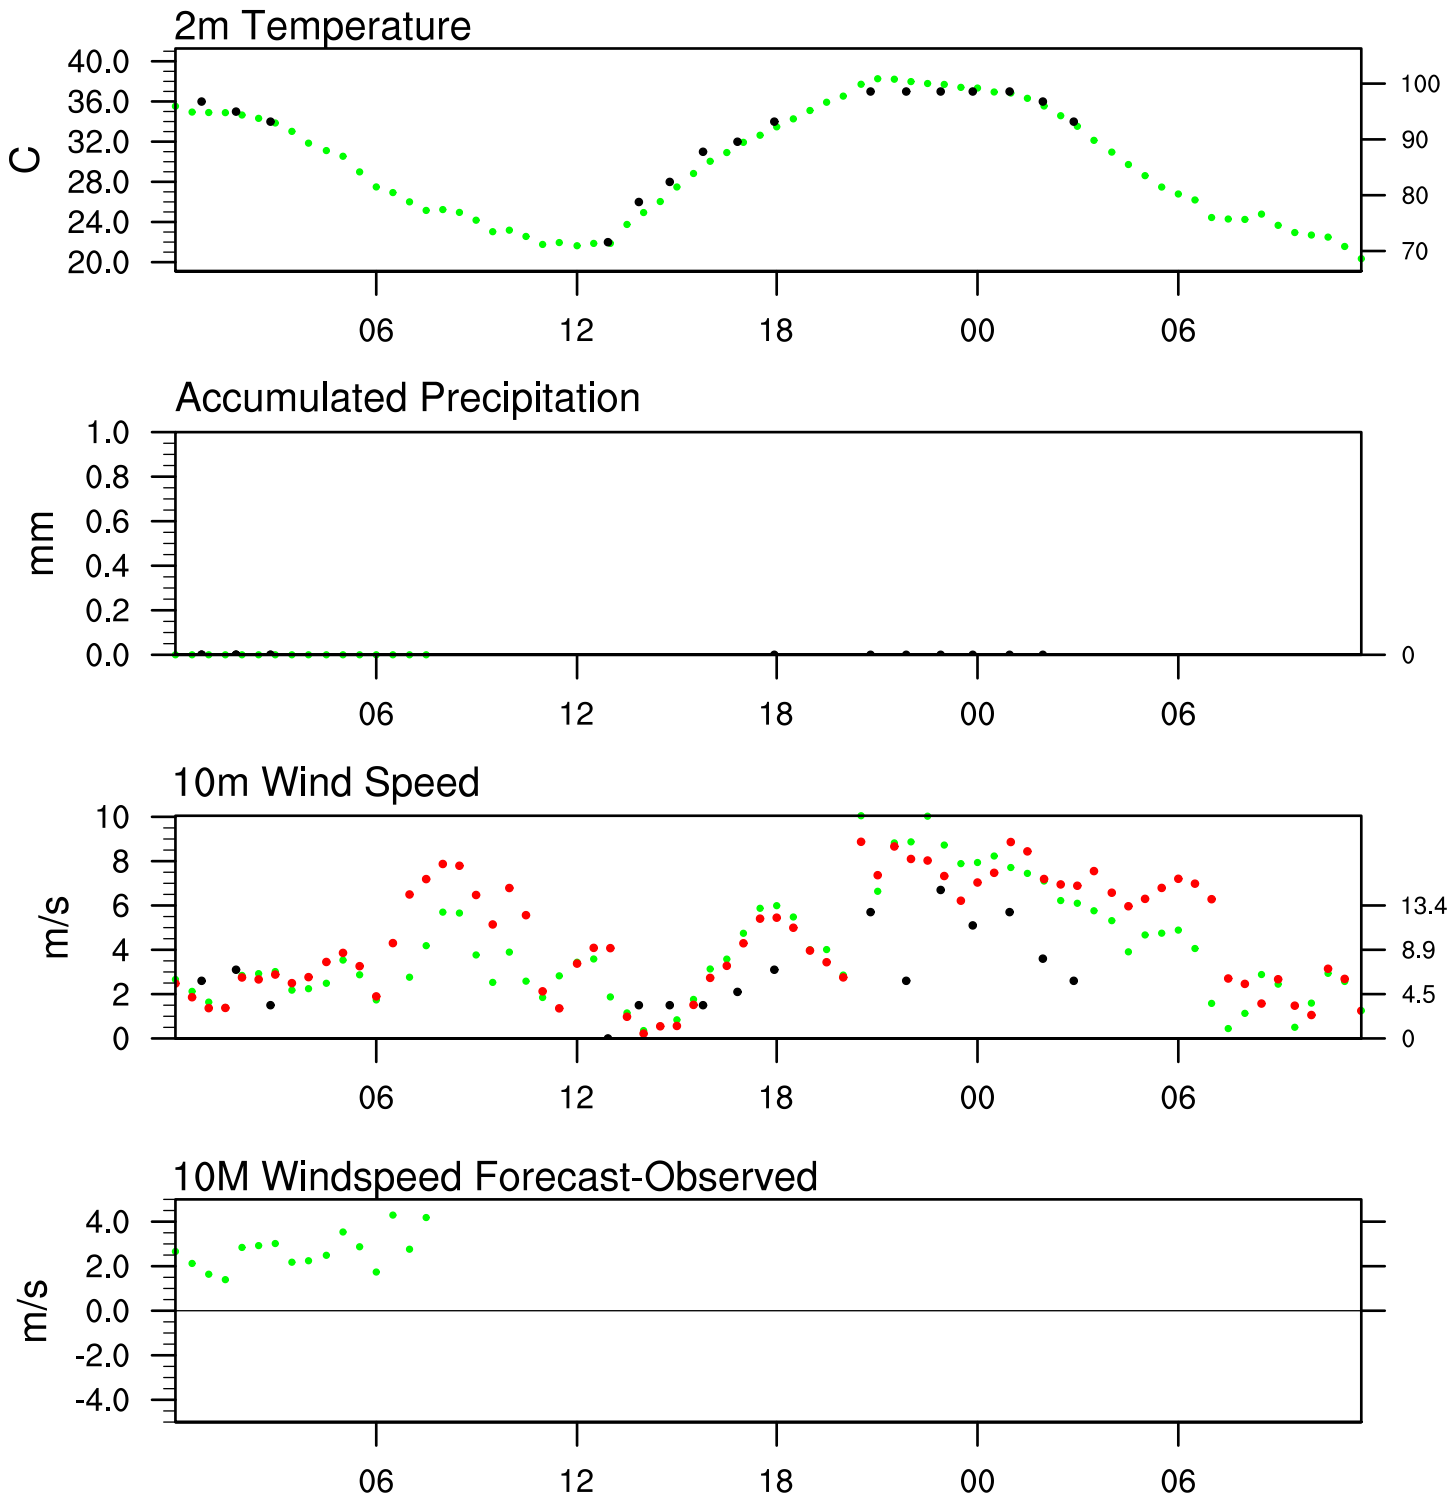 2m Temperature
40.0
36.0
32.0
28.0
24.0
20.0
C
100
90
80
70
06 12 18 00 06
Accumulated Precipitation
1.0
0.8
0.6
0.4
0.2
0.0
mm
0
06 12 18 00 06
10m Wind Speed
10
8
6
4
2
0
m/s
13.4
8.9
4.5
0
06 12 18 00 06
10M Windspeed Forecast-Observed
4.0
2.0
0.0
-2.0
-4.0
m/s
06 12 18 00 06